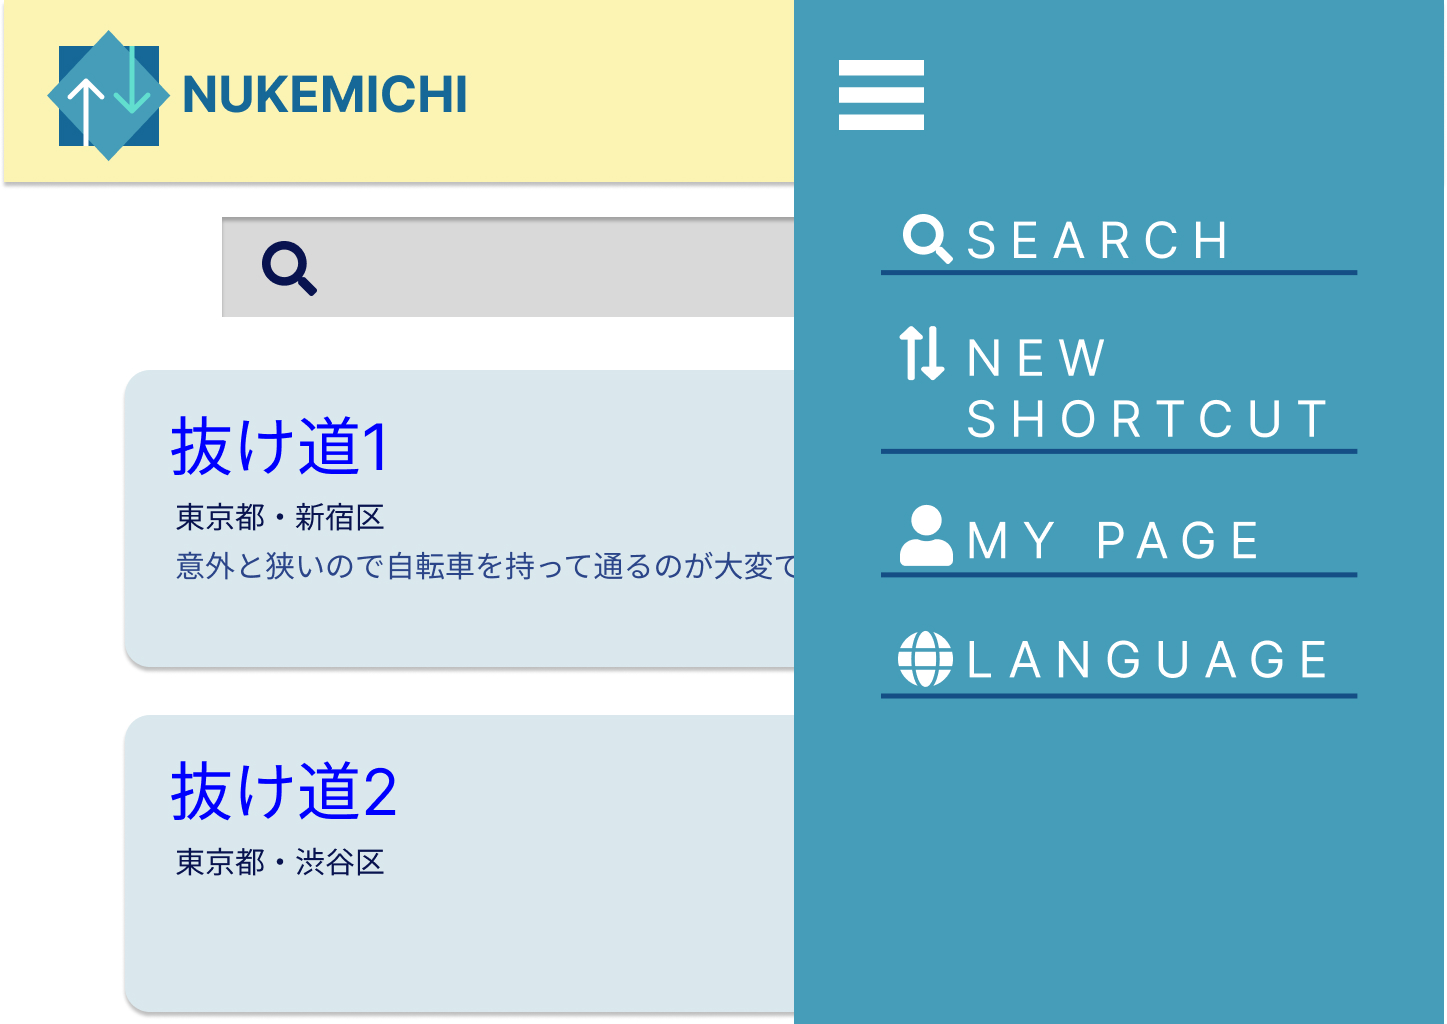 NUKEMICHI
抜け道1
東京都・新宿区
意外と狭いので自転車を持って通るのが大変
抜け道2
東京都・渋谷区
SEARCH
NEW
SHORTCUT
MY PAGE
LANGUAGE